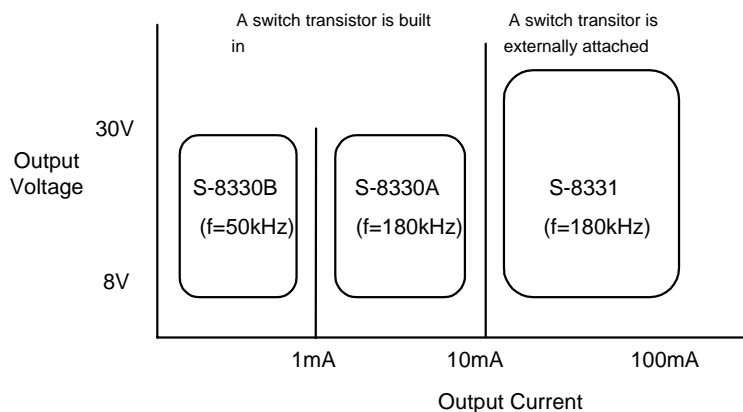 A switch transistor is built
in
A switch transitor is
externally attached
30V
Output
Voltage
S-8330B
(f=50kHz)
S-8330A
(f=180kHz)
S-8331
(f=180kHz)
8V
1mA
10mA
100mA
Output Current